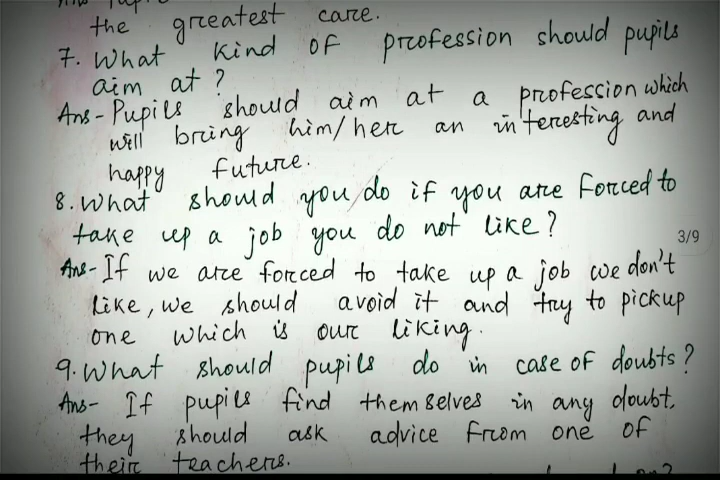 the greatest care.
7. What kind of profession should pupils
aim at?
Ans- Pupils should aim at a profession which
will bring him/her an interesting and
happy future.
8. What should you do if you are Forced to
take up a job you do not like?
3/9
Ans- If we are forced to take up a job we don't
like, we should avoid it and try to pickup
one which is our liking.
9. What should pupils do in case of doubts?
Ans- If pupils find themselves in any doubt,
they should ask advice from one of
their teachers.